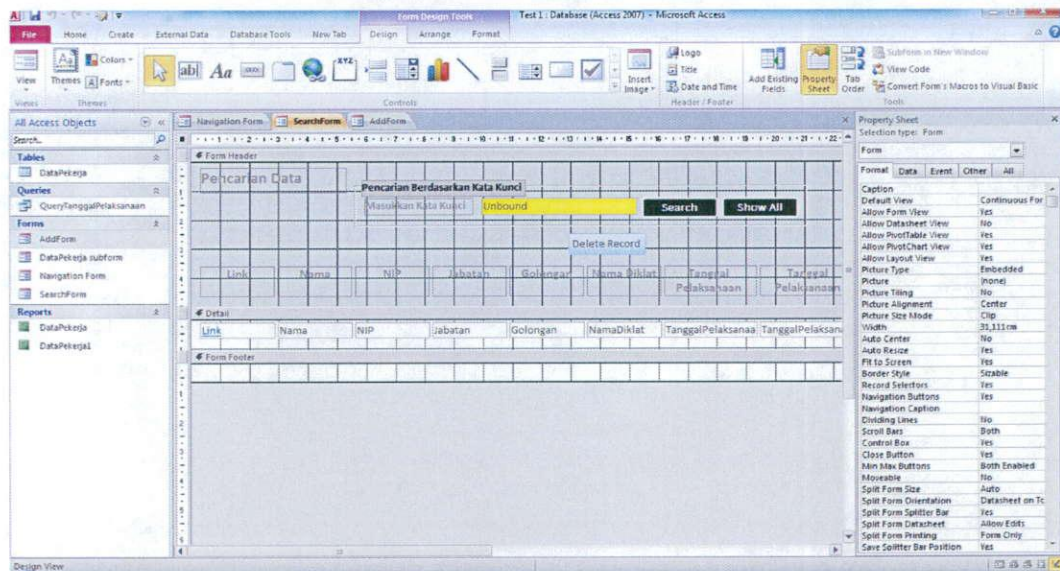 Form Design Tools
Test 1 : Database (Access 2007) - Microsoft Access
File
Home
Create
External Data
Database Tools
New Tab
Design
Arrange
Format
View
Themes
Colors
Fonts
Aa
ab|
Aa
XYZ
Insert Image
Logo
Title
Date and Time
Add Existing Fields
Property Sheet
Tab Order
Subform in New Window
View Code
Convert Form's Macros to Visual Basic
Views
Themes
Controls
Header / Footer
Tools
All Access Objects
Search...
Tables
DataPekerja
Queries
QueryTanggalPelaksanaan
Forms
AddForm
DataPekerja subform
Navigation Form
SearchForm
Reports
DataPekerja
DataPekerja1
Navigation Form
SearchForm
AddForm
Form Header
Pencarian Data
Pencarian Berdasarkan Kata Kunci
Masukkan Kata Kunci
Unbound
Search
Show All
Delete Record
Link
Nama
NIP
Jabatan
Golongan
Nama Diklat
Tanggal Pelaksanaan
Tanggal Pelaksanaan
Detail
Link
Nama
NIP
Jabatan
Golongan
NamaDiklat
TanggalPelaksanaa
TanggalPelaksan
Form Footer
Property Sheet
Selection type: Form
Form
Format
Data
Event
Other
All
Caption
Default View Continuous For
Allow Form View Yes
Allow Datasheet View No
Allow PivotTable View Yes
Allow PivotChart View Yes
Allow Layout View Yes
Picture Type Embedded
Picture (none)
Picture Tiling No
Picture Alignment Center
Picture Size Mode Clip
Width 31,111cm
Auto Center No
Auto Resize Yes
Fit to Screen Yes
Border Style Sizable
Record Selectors Yes
Navigation Buttons Yes
Navigation Caption
Dividing Lines No
Scroll Bars Both
Control Box Yes
Close Button Yes
Min Max Buttons Both Enabled
Moveable No
Split Form Size Auto
Split Form Orientation Datasheet on To
Split Form Splitter Bar Yes
Split Form Datasheet Allow Edits
Split Form Printing Form Only
Save Splitter Bar Position Yes
Design View